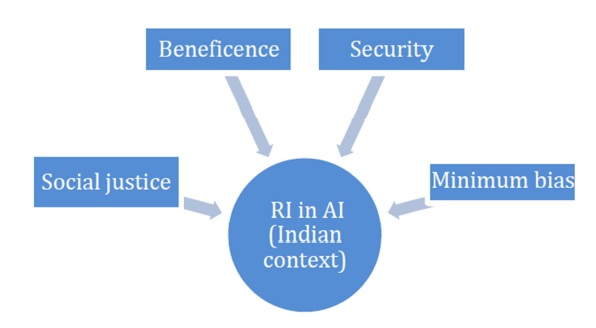 Beneficence
Security
Social justice
Minimum bias
RI in AI
(Indian
context)